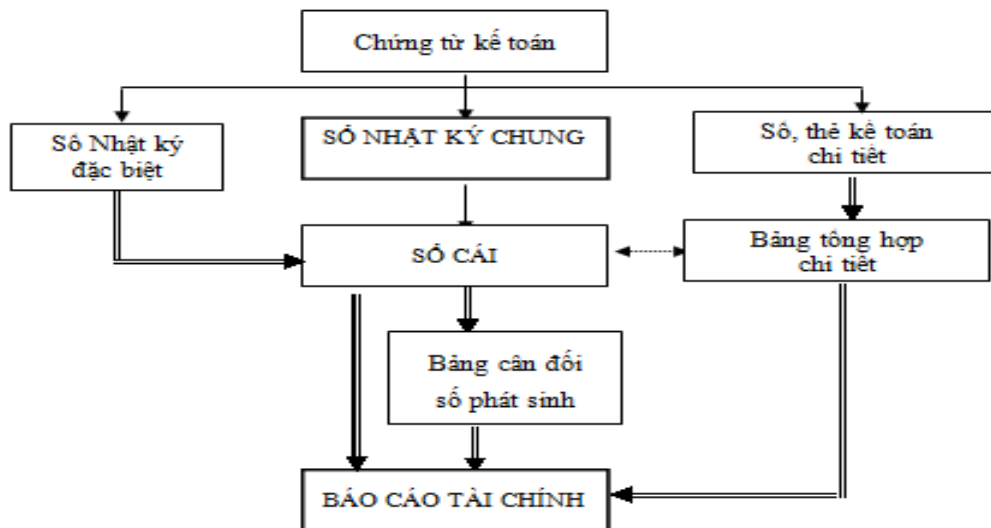 Chứng từ kế toán
Sổ Nhật ký
đặc biệt
SỔ NHẬT KÝ CHUNG
Sổ, thẻ kế toán
chi tiết
SỔ CÁI
Bảng tổng hợp
chi tiết
Bảng cân đối
số phát sinh
BÁO CÁO TÀI CHÍNH